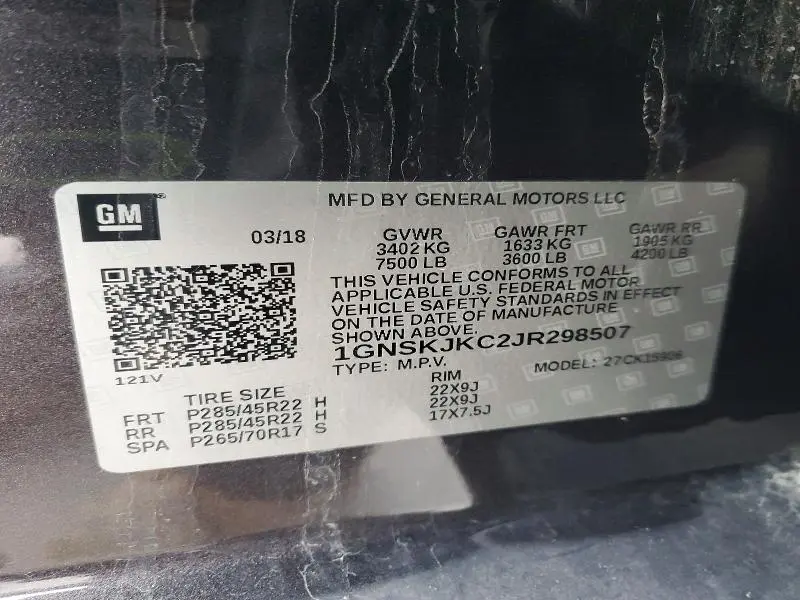 GM
MFD BY GENERAL MOTORS LLC
03/18 GVWR GAWR FRT GAWR RR
3402 KG 1633 KG 1905 KG
7500 LB 3600 LB 4200 LB
THIS VEHICLE CONFORMS TO ALL
APPLICABLE U.S. FEDERAL MOTOR
VEHICLE SAFETY STANDARDS IN EFFECT
ON THE DATE OF MANUFACTURE
SHOWN ABOVE.
1GNSKJKC2JR298507
TYPE: M.P.V. MODEL: 27CK15906
121V
TIRE SIZE RIM
FRT P285/45R22 H 22X9J
RR P285/45R22 H 22X9J
SPA P265/70R17 S 17X7.5J